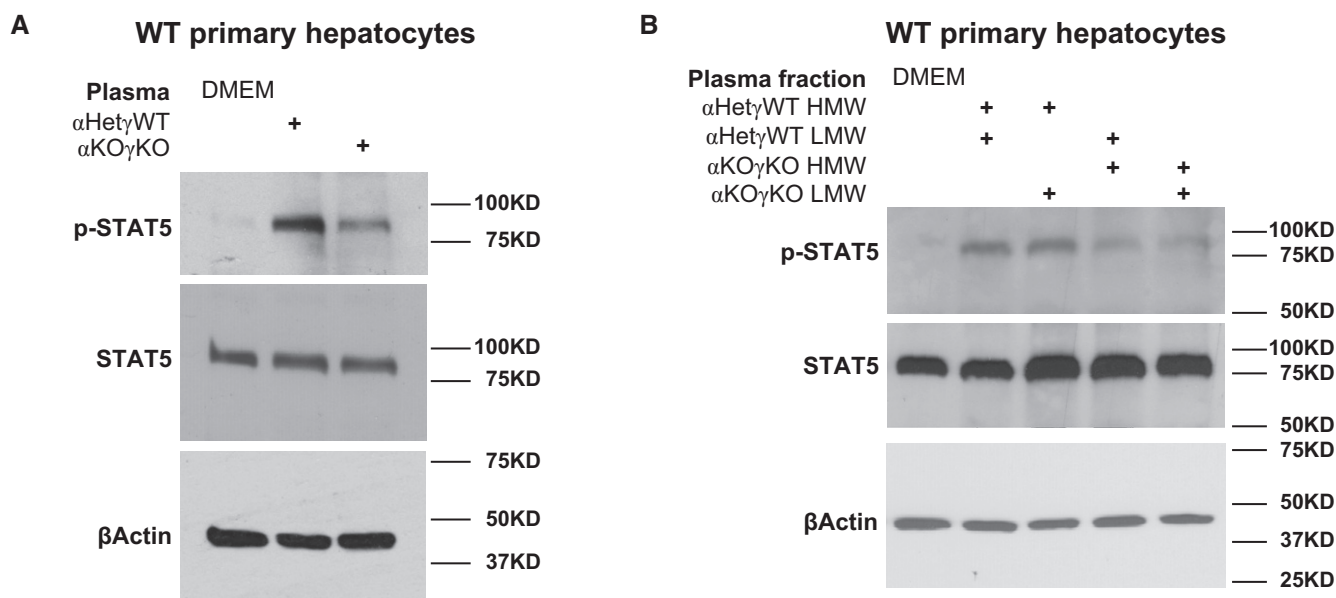 A
WT primary hepatocytes
Plasma DMEM
αHetγWT +
αKOγKO +
p-STAT5
100KD
75KD
STAT5
100KD
75KD
βActin
75KD
50KD
37KD
B
WT primary hepatocytes
Plasma fraction DMEM
αHetγWT HMW + +
αHetγWT LMW + +
αKOγKO HMW + +
αKOγKO LMW + +
p-STAT5
100KD
75KD
50KD
STAT5
100KD
75KD
50KD
βActin
75KD
50KD
37KD
25KD